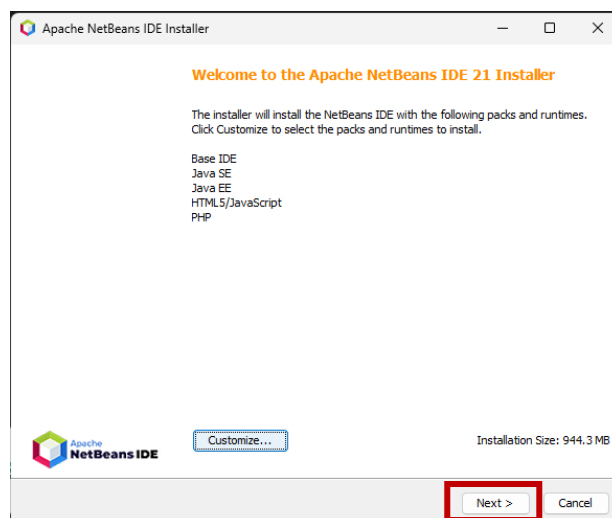 Apache NetBeans IDE Installer
Welcome to the Apache NetBeans IDE 21 Installer
The installer will install the NetBeans IDE with the following packs and runtimes.
Click Customize to select the packs and runtimes to install.
Base IDE
Java SE
Java EE
HTML5/JavaScript
PHP
Apache
NetBeans IDE
Customize...
Installation Size: 944.3 MB
Next >
Cancel